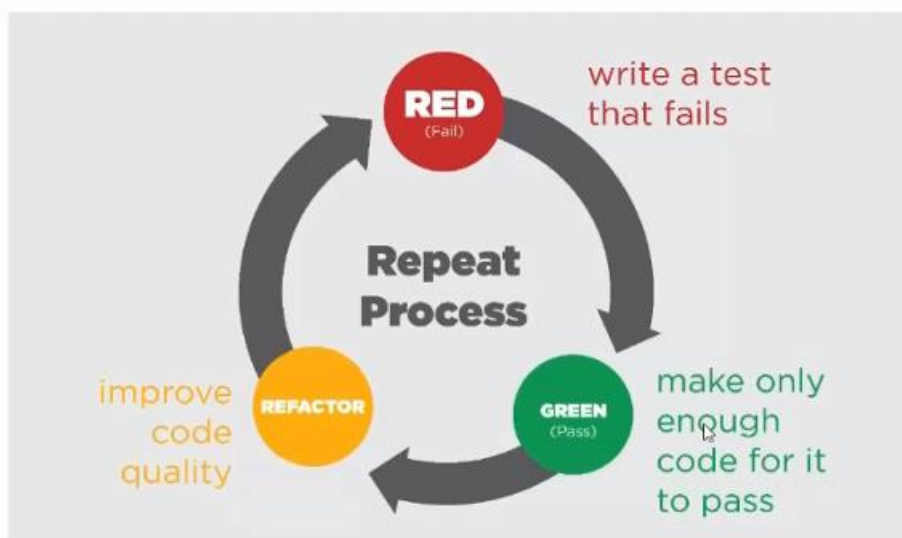 RED
(Fail)
write a test
that fails
Repeat
Process
GREEN
(Pass)
make only
enough
code for it
to pass
REFACTOR
improve
code
quality